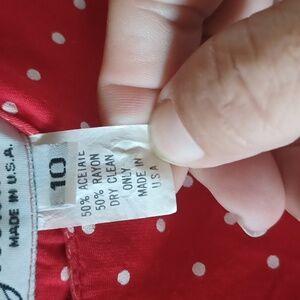 MADE IN U.S.A.
10
50% ACETATE
50% RAYON
DRY CLEAN
ONLY
MADE IN
U S A